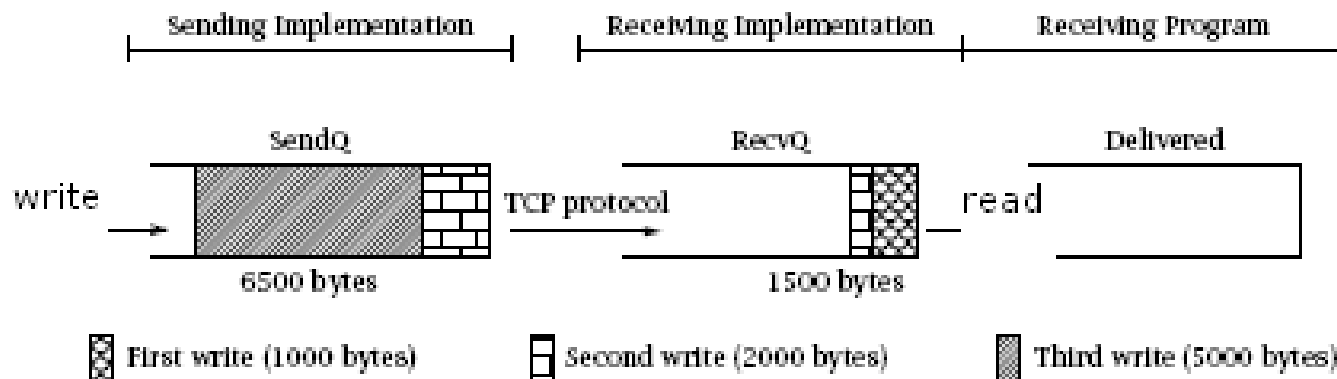 Sending Implementation Receiving Implementation Receiving Program
SendQ RecvQ Delivered
write TCP protocol read
6500 bytes 1500 bytes
First write (1000 bytes) Second write (2000 bytes) Third write (5000 bytes)